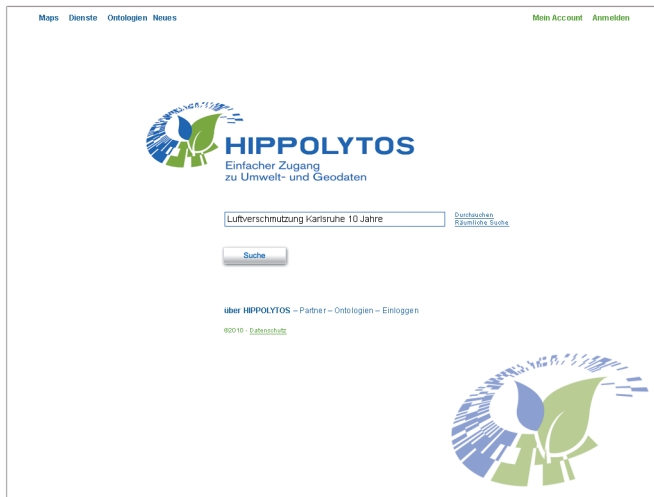 Maps Dienste Ontologien Neues
Mein Account Anmelden
HIPPOLYTOS
Einfacher Zugang
zu Umwelt- und Geodaten
Luftverschmutzung Karlsruhe 10 Jahre
Durchsuchen
Räumliche Suche
Suche
über HIPPOLYTOS – Partner – Ontologien – Einloggen
©2010 - Datenschutz